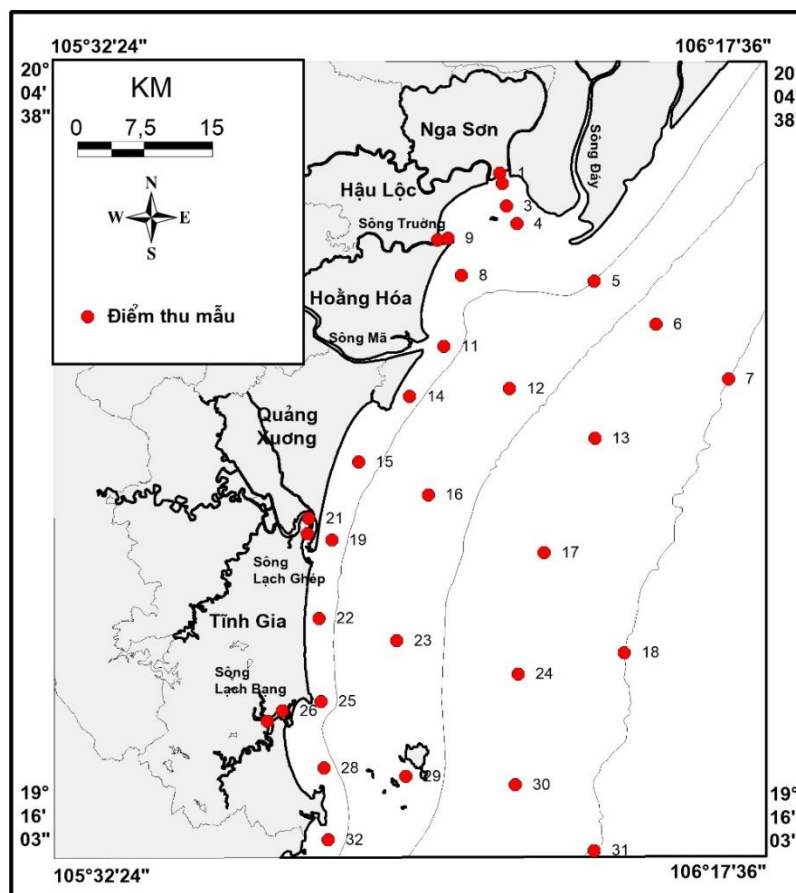 105˚32'24"
106˚17'36"
20°
04'
38"
20°
04'
38"
KM
0 7,5 15
N
W E
S
Điểm thu mẫu
Nga Sơn
Sông Đáy
Hậu Lộc
Sông Trường
Hoằng Hóa
Sông Mã
Quảng
Xương
Sông
Lạch Ghép
Tĩnh Gia
Sông
Lạch Bạng
1
3
4
9
8
5
6
11
7
12
14
13
15
16
21
19
17
22
23
18
24
25
26
28
29
30
32
31
19°
16'
03"
19°
16'
03"
105°32'24"
106°17'36"